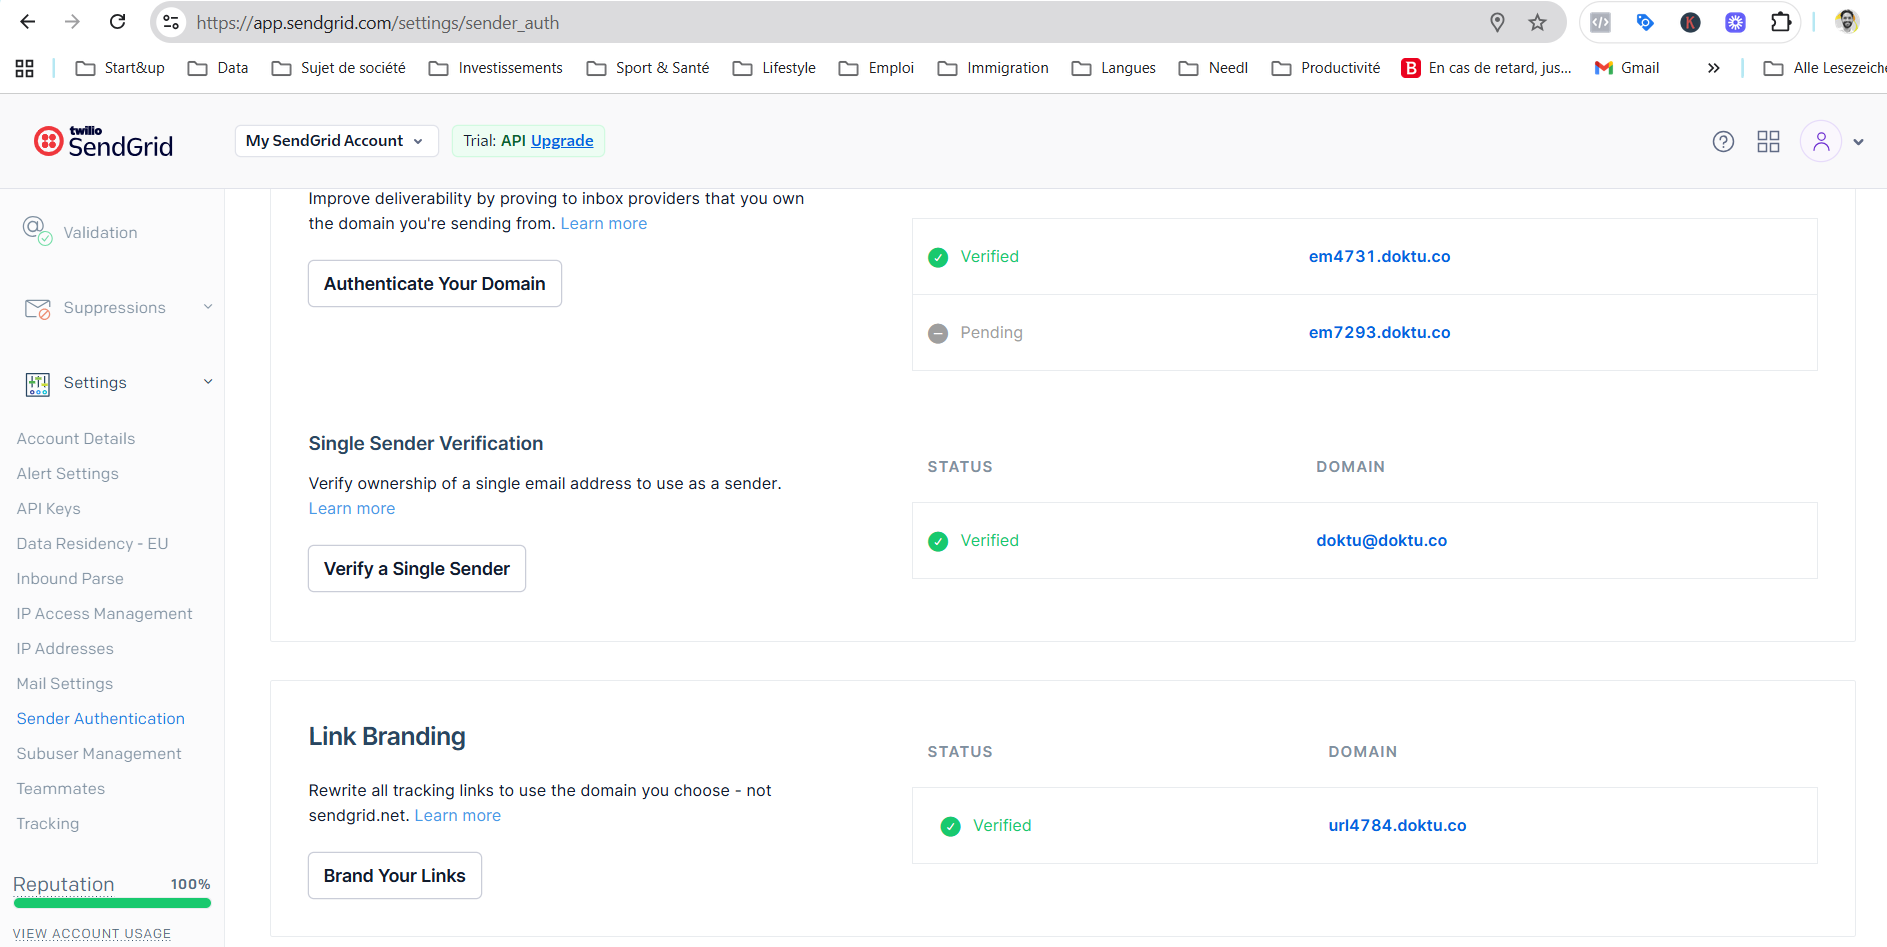 https://app.sendgrid.com/settings/sender_auth
Start&up
Data
Sujet de société
Investissements
Sport & Santé
Lifestyle
Emploi
Immigration
Langues
Needl
Productivité
B
En cas de retard, jus...
Gmail
Alle Lesezeiche
K
twilio
SendGrid
My SendGrid Account
Trial: API Upgrade
Validation
Suppressions
Settings
Account Details
Alert Settings
API Keys
Data Residency - EU
Inbound Parse
IP Access Management
IP Addresses
Mail Settings
Sender Authentication
Subuser Management
Teammates
Tracking
Reputation 100%
VIEW ACCOUNT USAGE
Improve deliverability by proving to inbox providers that you own
the domain you're sending from. Learn more
Authenticate Your Domain
Verified em4731.doktu.co
Pending em7293.doktu.co
Single Sender Verification
Verify ownership of a single email address to use as a sender.
Learn more
Verify a Single Sender
STATUS DOMAIN
Verified doktu@doktu.co
Link Branding
Rewrite all tracking links to use the domain you choose - not
sendgrid.net. Learn more
Brand Your Links
STATUS DOMAIN
Verified url4784.doktu.co